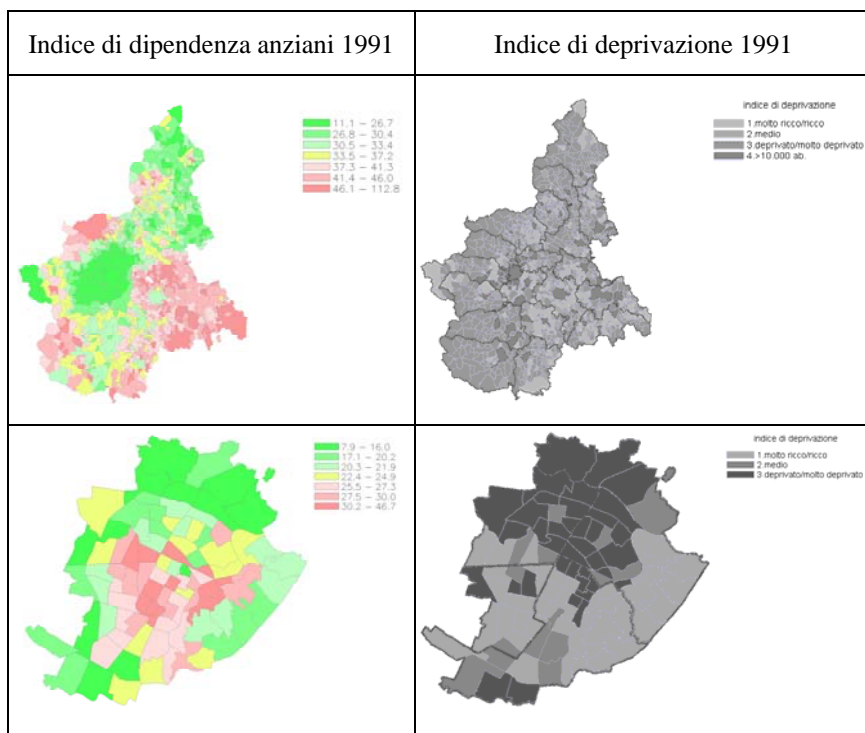 Indice di dipendenza anziani 1991
Indice di deprivazione 1991
11.1 – 26.7
26.8 – 30.4
30.5 – 33.4
33.5 – 37.2
37.3 – 41.3
41.4 – 46.0
46.1 – 112.8
indice di deprivazione
1.molto ricco/ricco
2.medio
3.deprivato/molto deprivato
4.>10.000 ab.
7.9 – 16.0
17.1 – 20.2
20.3 – 21.9
22.4 – 24.9
25.5 – 27.3
27.5 – 30.0
30.2 – 46.7
indice di deprivazione
1.molto ricco/ricco
2.medio
3.deprivato/molto deprivato